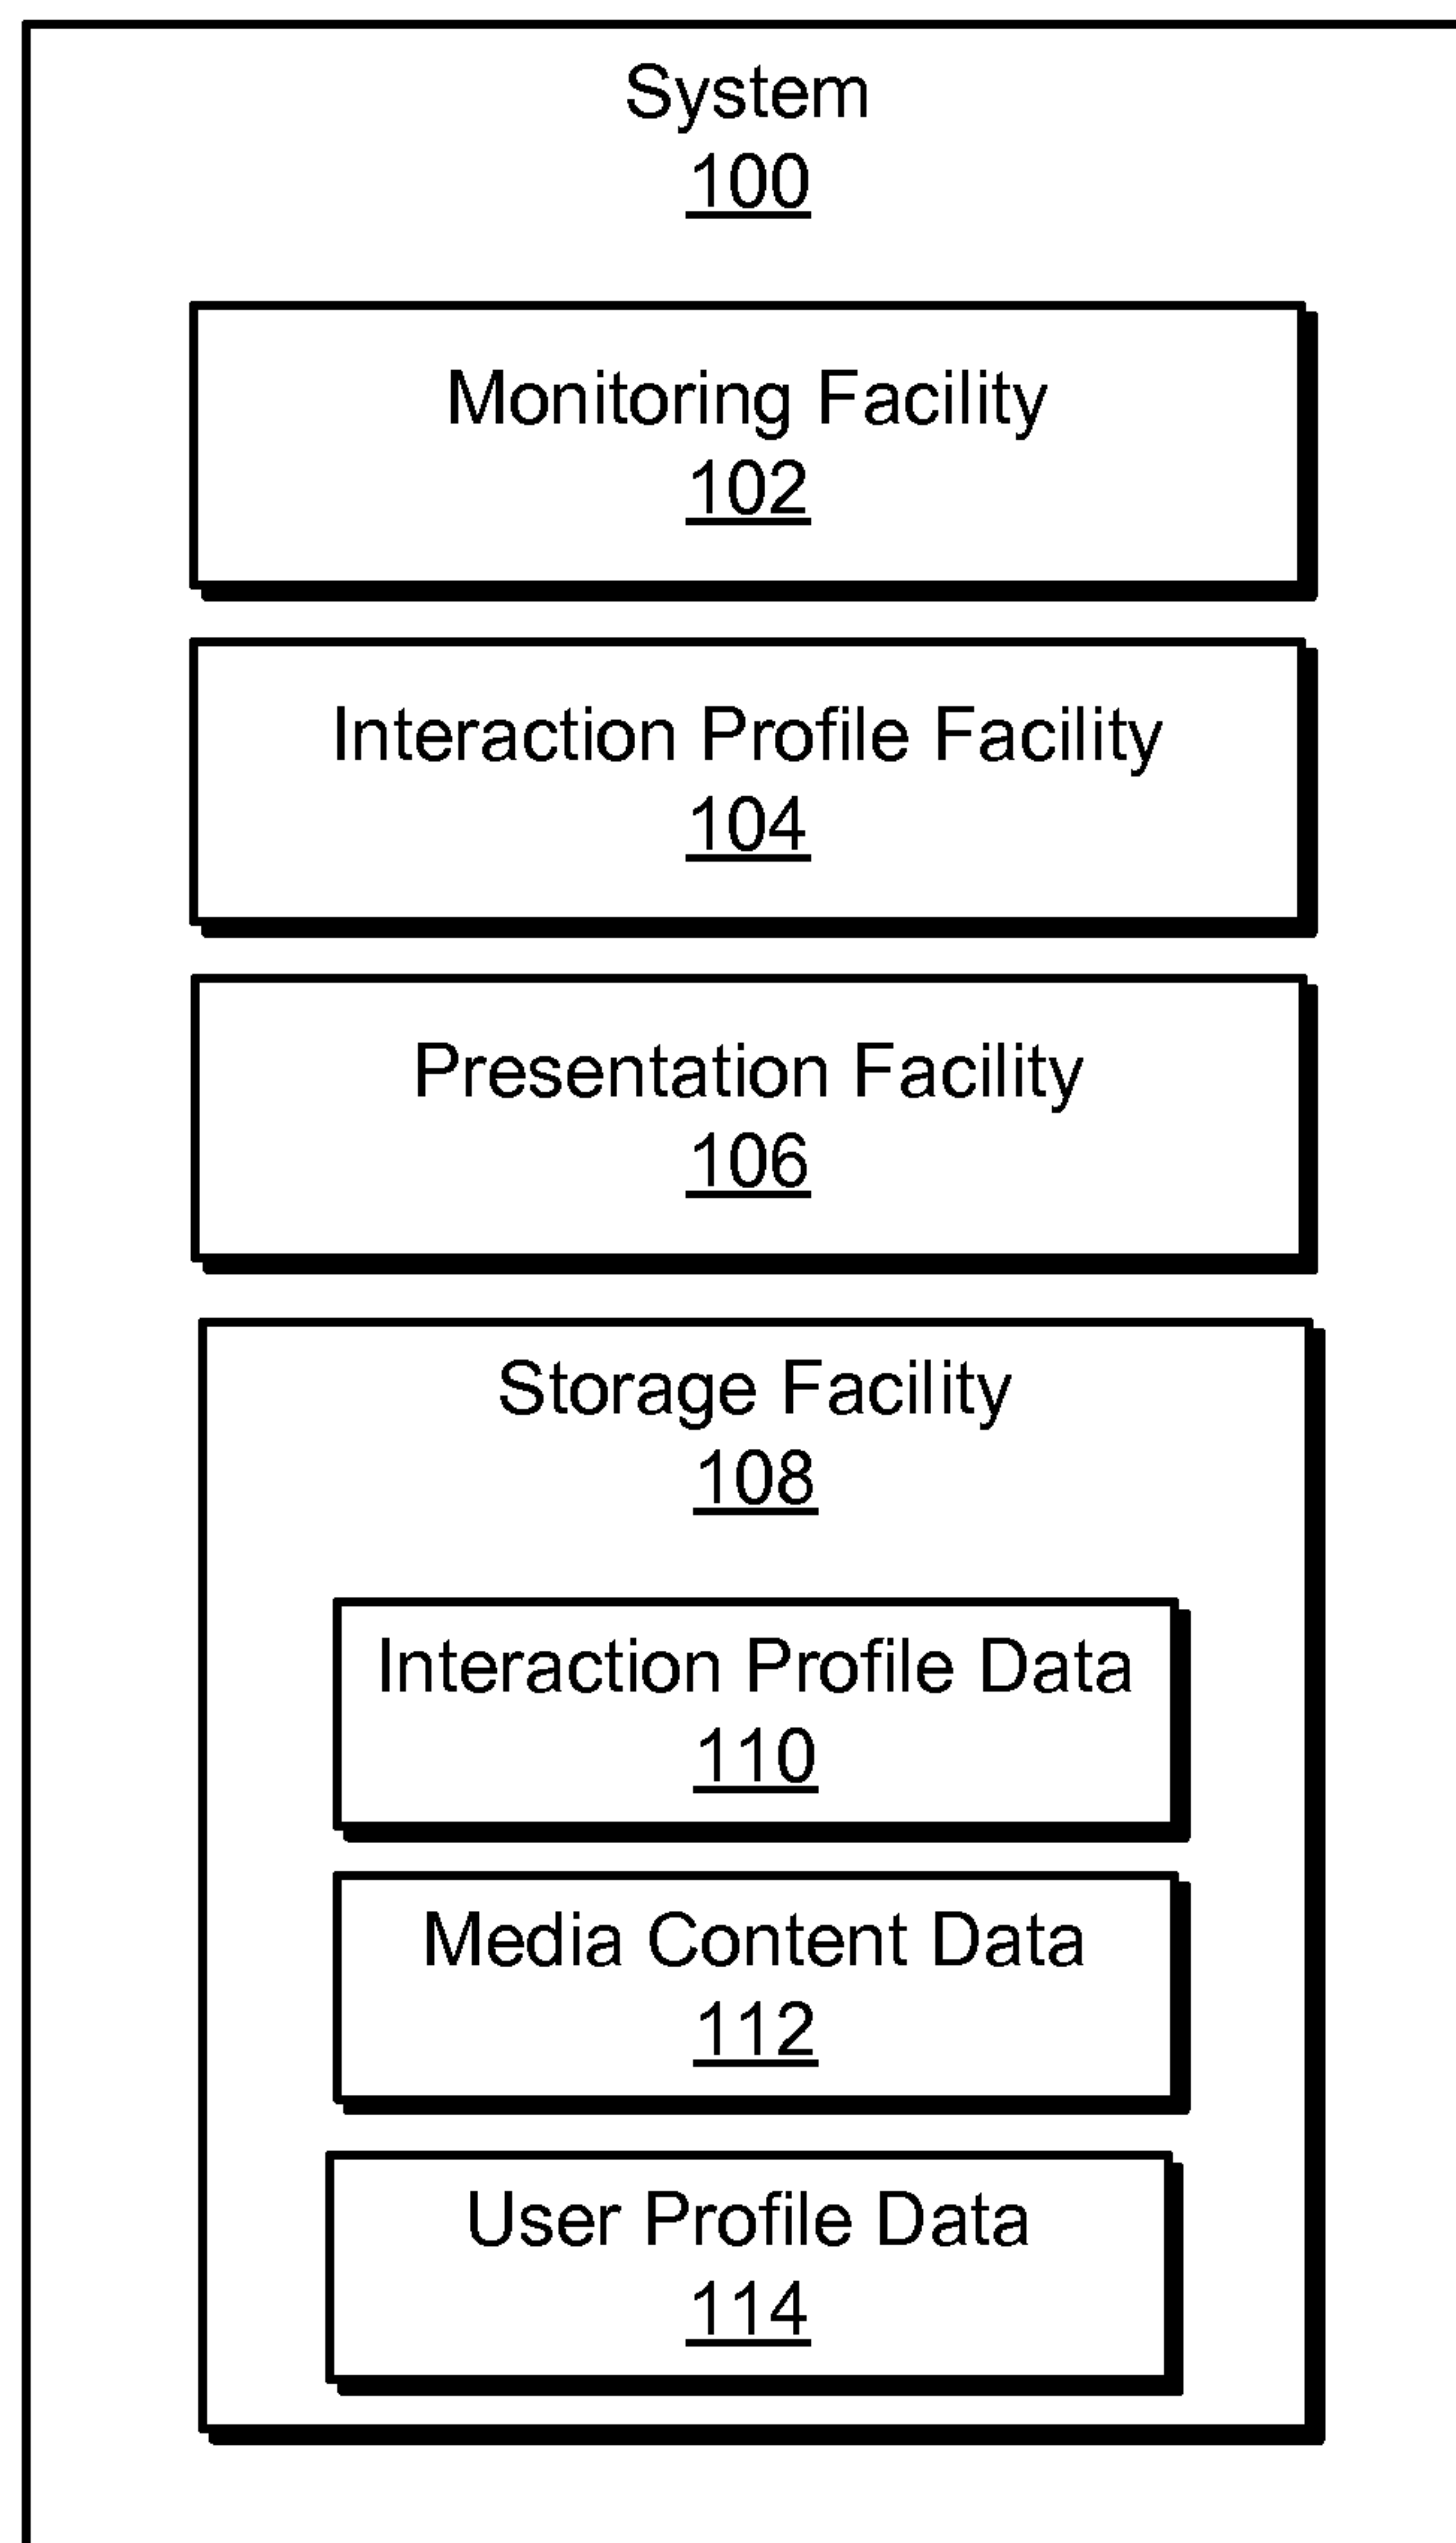 System
100
Monitoring Facility
102
Interaction Profile Facility
104
Presentation Facility
106
Storage Facility
108
Interaction Profile Data
110
Media Content Data
112
User Profile Data
114